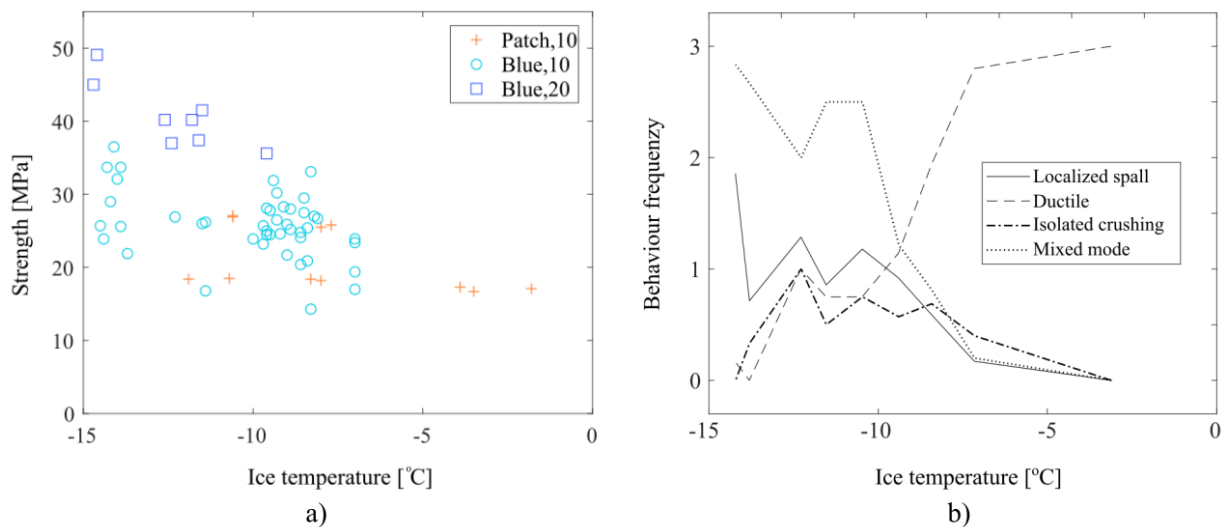 50
40
30
20
10
0
-15
-10
-5
0
Strength [MPa]
Ice temperature [°C]
Patch,10
Blue,10
Blue,20
a)
3
2
1
0
-15
-10
-5
0
Behaviour frequenzy
Ice temperature [°C]
Localized spall
Ductile
Isolated crushing
Mixed mode
b)